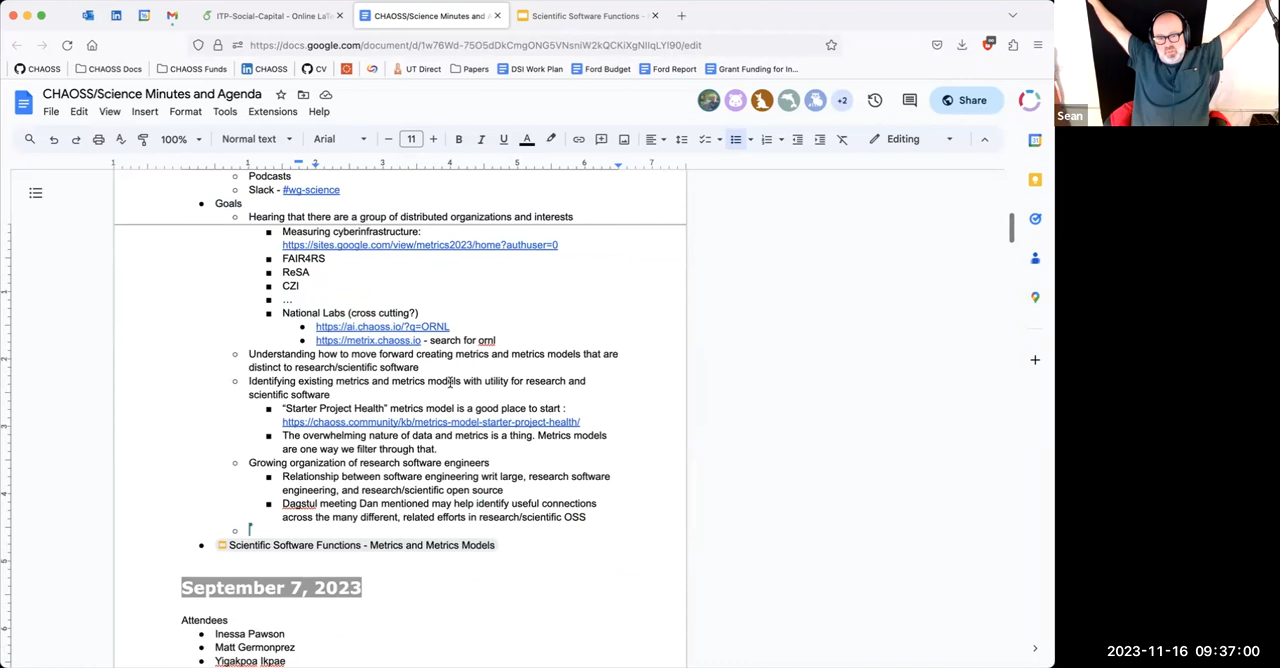 ITP-Social-Capital - Online LaTe
CHAOSS/Science Minutes and A
Scientific Software Functions -
https://docs.google.com/document/d/1w76Wd-75O5dDkCmgONG5VNsniW2kQCKiXgNIIqLYl90/edit
CHAOSS
CHAOSS Docs
CHAOSS Funds
CHAOSS
CV
UT Direct
Papers
DSI Work Plan
Ford Budget
Ford Report
Grant Funding for In...
CHAOSS/Science Minutes and Agenda
File Edit View Insert Format Tools Extensions Help
+2
Share
100%
Normal text
Arial
11
Editing
1 1 2 3 4 5 6 7
Podcasts
Slack - #wg-science
Goals
Hearing that there are a group of distributed organizations and interests
Measuring cyberinfrastructure:
https://sites.google.com/view/metrics2023/home?authuser=0
FAIR4RS
ReSA
CZI
...
National Labs (cross cutting?)
https://ai.chaoss.io/?q=ORNL
https://metrix.chaoss.io - search for ornl
Understanding how to move forward creating metrics and metrics models that are
distinct to research/scientific software
Identifying existing metrics and metrics models with utility for research and
scientific software
“Starter Project Health” metrics model is a good place to start :
https://chaoss.community/kb/metrics-model-starter-project-health/
The overwhelming nature of data and metrics is a thing. Metrics models
are one way we filter through that.
Growing organization of research software engineers
Relationship between software engineering writ large, research software
engineering, and research/scientific open source
Dagstul meeting Dan mentioned may help identify useful connections
across the many different, related efforts in research/scientific OSS
Scientific Software Functions - Metrics and Metrics Models
September 7, 2023
Attendees
Inessa Pawson
Matt Germonprez
Yigakpoa Ikpae
Sean
2023-11-16 09:37:00